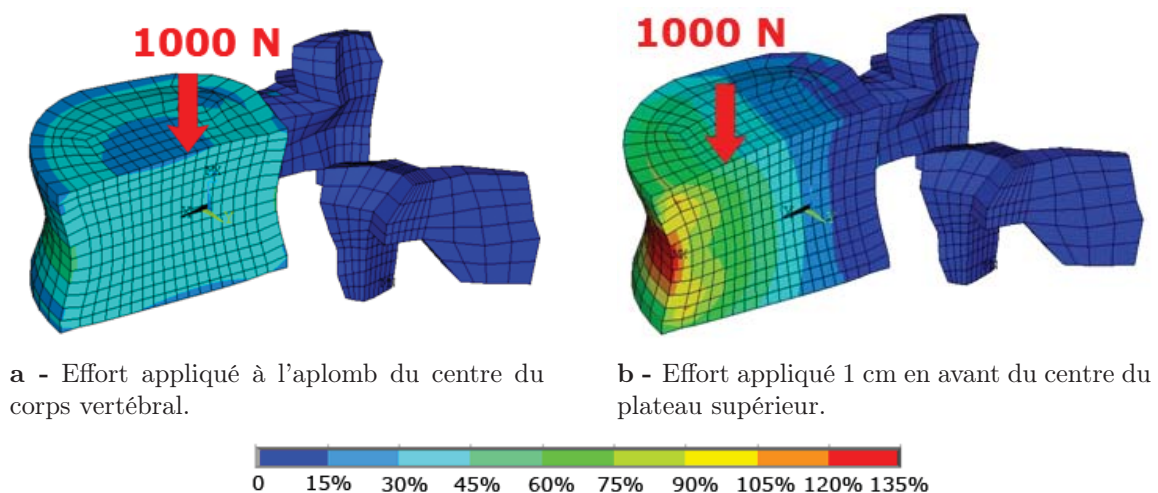 1000 N
1000 N
a - Effort appliqué à l'aplomb du centre du
corps vertébral.
b - Effort appliqué 1 cm en avant du centre du
plateau supérieur.
0 15% 30% 45% 60% 75% 90% 105% 120% 135%